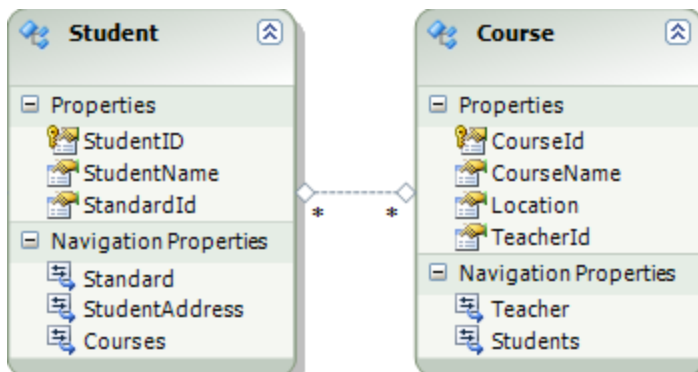 Student
Properties
StudentID
StudentName
StandardId
* *
Navigation Properties
Standard
StudentAddress
Courses
Course
Properties
CourseId
CourseName
Location
TeacherId
Navigation Properties
Teacher
Students